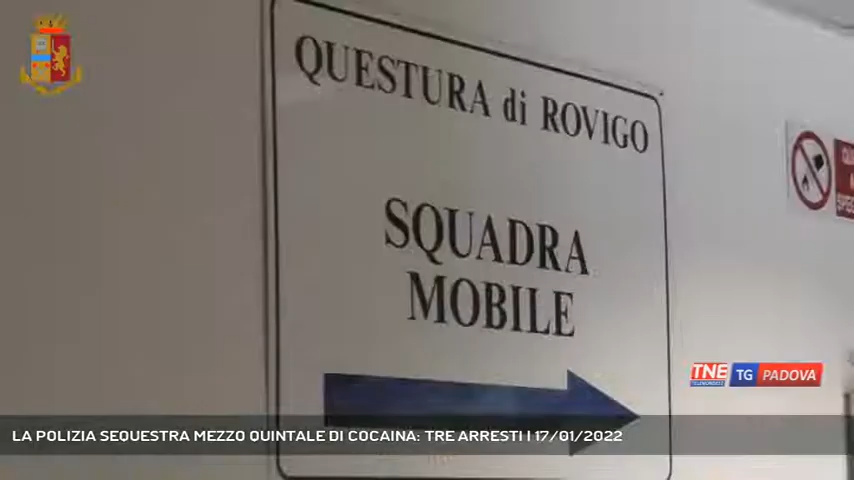 QUESTURA di ROVIGO
SQUADRA
MOBILE
TNE TG PADOVA
LA POLIZIA SEQUESTRA MEZZO QUINTALE DI COCAINA: TRE ARRESTI | 17/01/2022